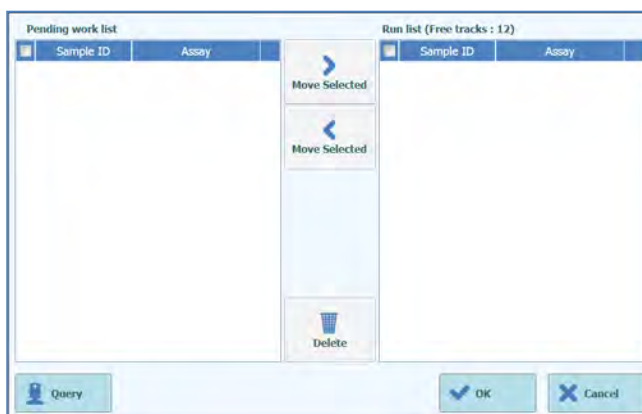 Pending work list
Run list (Free tracks : 12)
Sample ID Assay
Sample ID Assay
Move Selected
Move Selected
Delete
Query
OK
Cancel